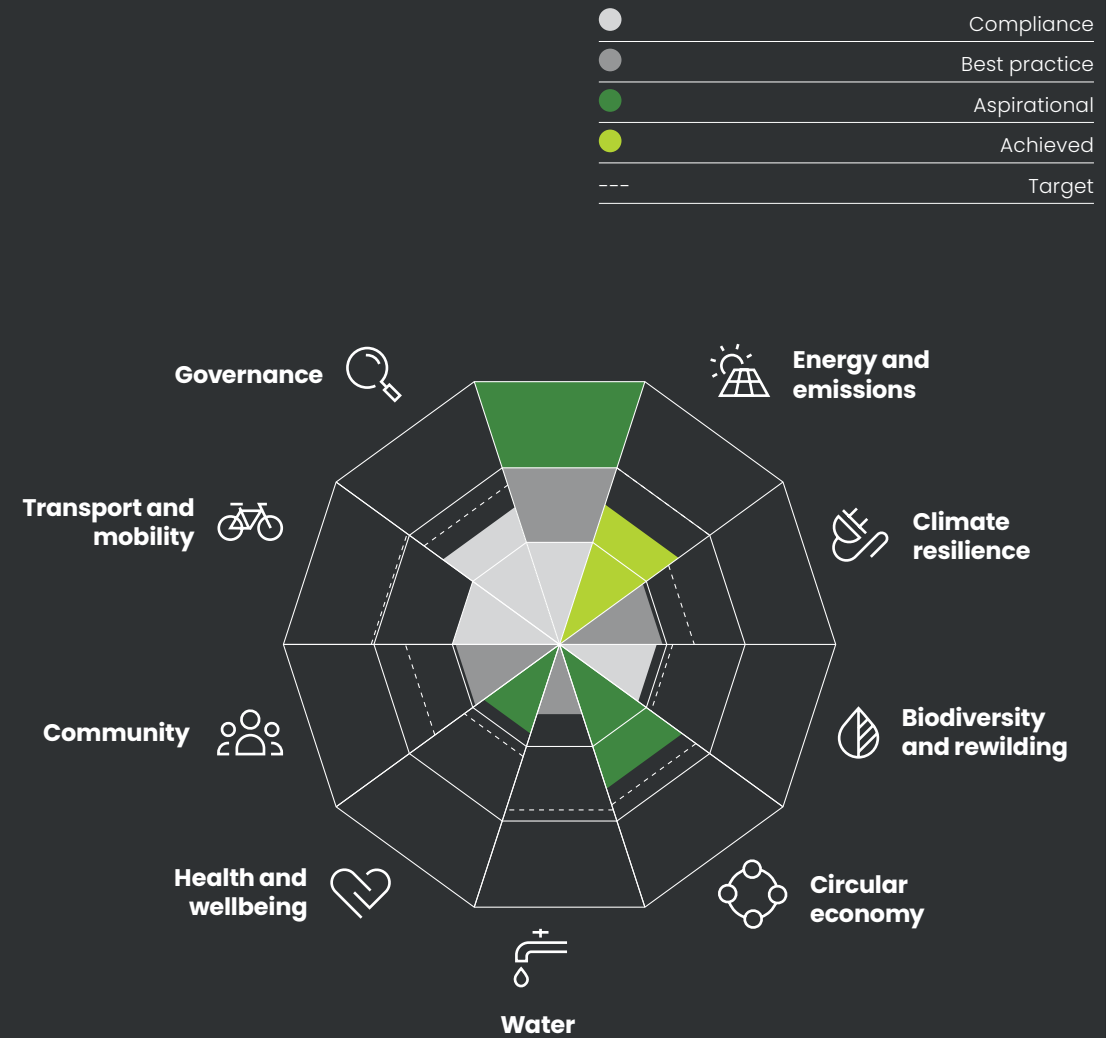 Compliance
Best practice
Aspirational
Achieved
Target
Governance
Energy and
emissions
Transport and
mobility
Climate
resilience
Community
Biodiversity
and rewilding
Health and
wellbeing
Circular
economy
Water